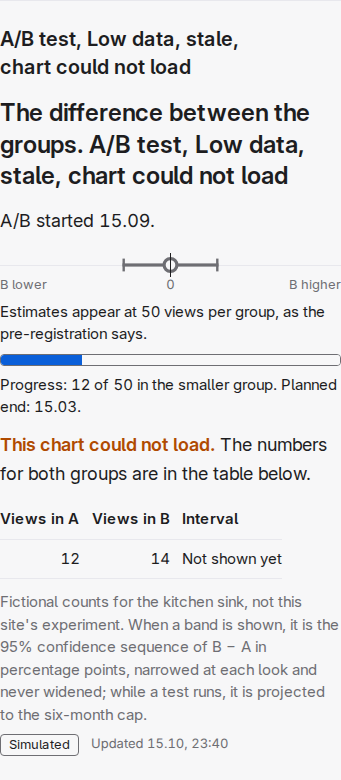 A/B test, Low data, stale,
chart could not load
The difference between the
groups. A/B test, Low data,
stale, chart could not load
A/B started 15.09.
B lower 0 B higher
Estimates appear at 50 views per group, as the
pre-registration says.
Progress: 12 of 50 in the smaller group. Planned
end: 15.03.
This chart could not load. The numbers
for both groups are in the table below.
Views in A Views in B Interval
12 14 Not shown yet
Fictional counts for the kitchen sink, not this
site's experiment. When a band is shown, it is the
95% confidence sequence of B − A in
percentage points, narrowed at each look and
never widened; while a test runs, it is projected
to the six-month cap.
Simulated Updated 15.10, 23:40